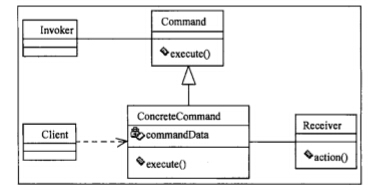 Command
Invoker
execute()
ConcreteCommand
commandData
execute()
Client
Receiver
action()